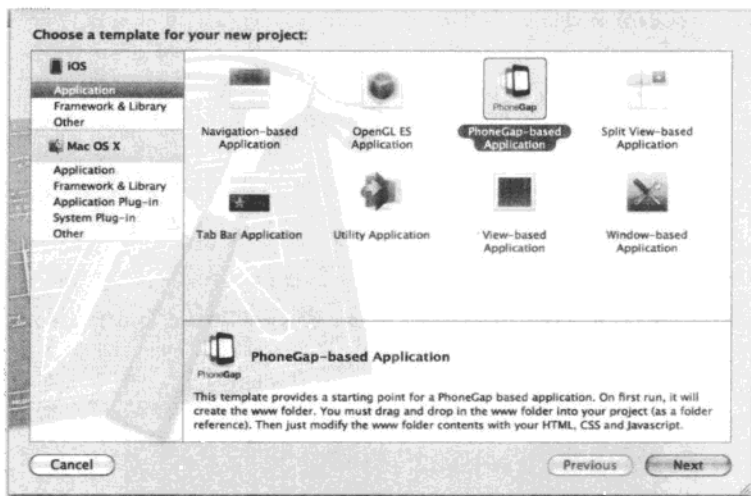 Choose a template for your new project:
iOS
Application
Framework & Library
Other
Mac OS X
Application
Framework & Library
Application Plug-in
System Plug-in
Other
Navigation-based
Application
OpenGL ES
Application
PhoneGap
PhoneGap-based
Application
Split View-based
Application
Tab Bar Application
Utility Application
View-based
Application
Window-based
Application
PhoneGap
PhoneGap-based Application
This template provides a starting point for a PhoneGap based application. On first run, it will
create the www folder. You must drag and drop in the www folder into your project (as a folder
reference). Then just modify the www folder contents with your HTML, CSS and Javascript.
Cancel
Previous
Next